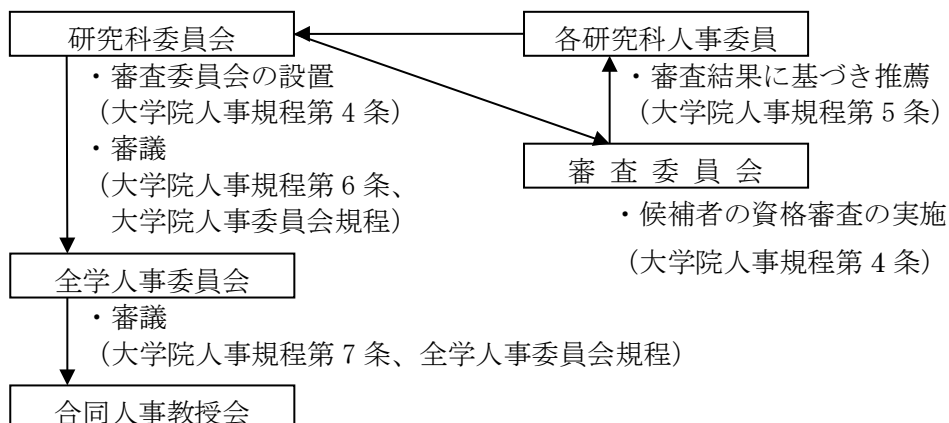 研究科委員会
・審査委員会の設置
（大学院人事規程第４条）
・審議
（大学院人事規程第６条、
大学院人事委員会規程）
各研究科人事委員
・審査結果に基づき推薦
（大学院人事規程第５条）
審 査 委 員 会
・候補者の資格審査の実施
（大学院人事規程第４条）
全学人事委員会
・審議
（大学院人事規程第７条、全学人事委員会規程）
合同人事教授会